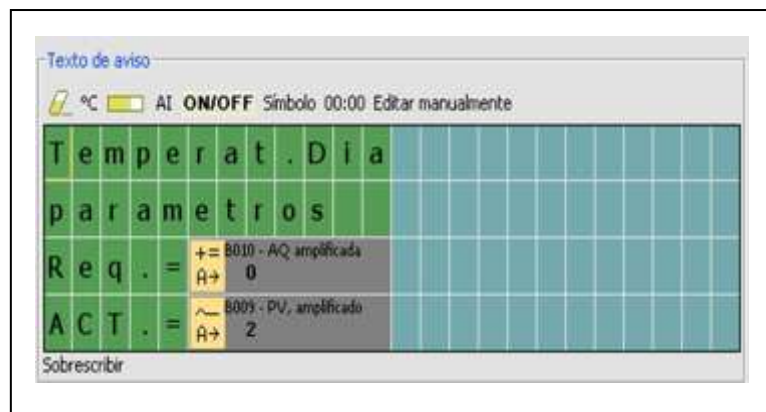 Texto de aviso
°C AI ON/OFF Símbolo 00:00 Editar manualmente
Temperat.Dia
parametros
Req.= += A→ B010 - AQ amplificada 0
ACT.= A→ B009 - PV, amplificado 2
Sobrescribir